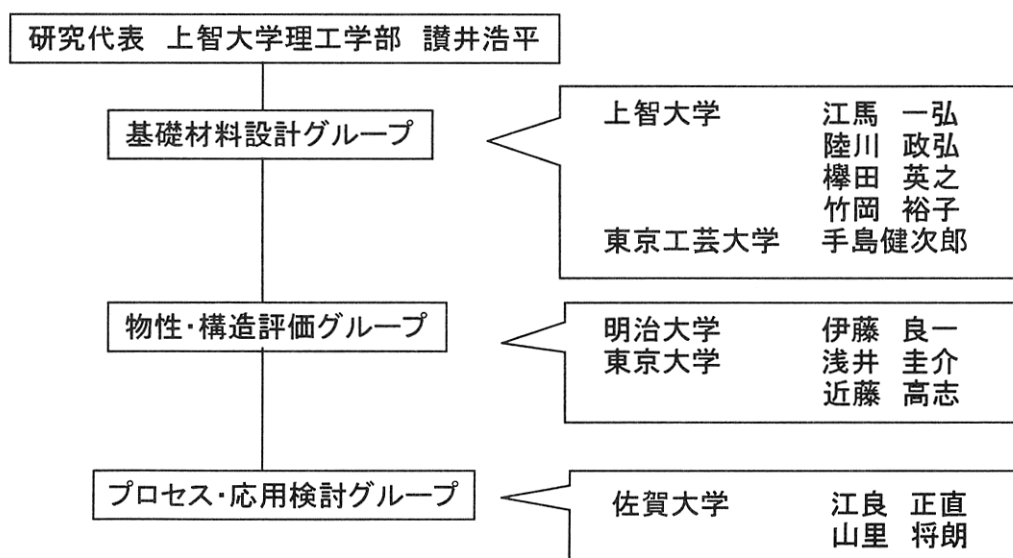 研究代表 上智大学理工学部 讃井浩平
基礎材料設計グループ
上智大学 江馬 一弘
陸川 政弘
欅田 英之
竹岡 裕子
東京工芸大学 手島健次郎
物性・構造評価グループ
明治大学 伊藤 良一
東京大学 浅井 圭介
近藤 高志
プロセス・応用検討グループ
佐賀大学 江良 正直
山里 将朗